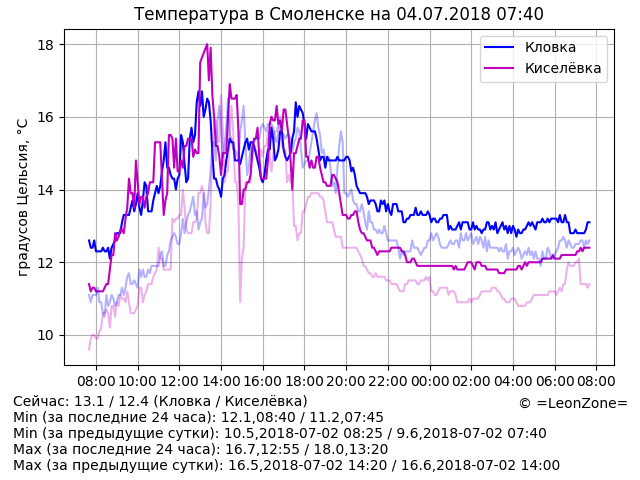 Температура в Смоленске на 04.07.2018 07:40
градусов Цельсия, °C
18
16
14
12
10
Кловка
Киселёвка
08:00 10:00 12:00 14:00 16:00 18:00 20:00 22:00 00:00 02:00 04:00 06:00 08:00
Сейчас: 13.1 / 12.4 (Кловка / Киселёвка)
© =LeonZone=
Min (за последние 24 часа): 12.1,08:40 / 11.2,07:45
Min (за предыдущие сутки): 10.5,2018-07-02 08:25 / 9.6,2018-07-02 07:40
Max (за последние 24 часа): 16.7,12:55 / 18.0,13:20
Max (за предыдущие сутки): 16.5,2018-07-02 14:20 / 16.6,2018-07-02 14:00